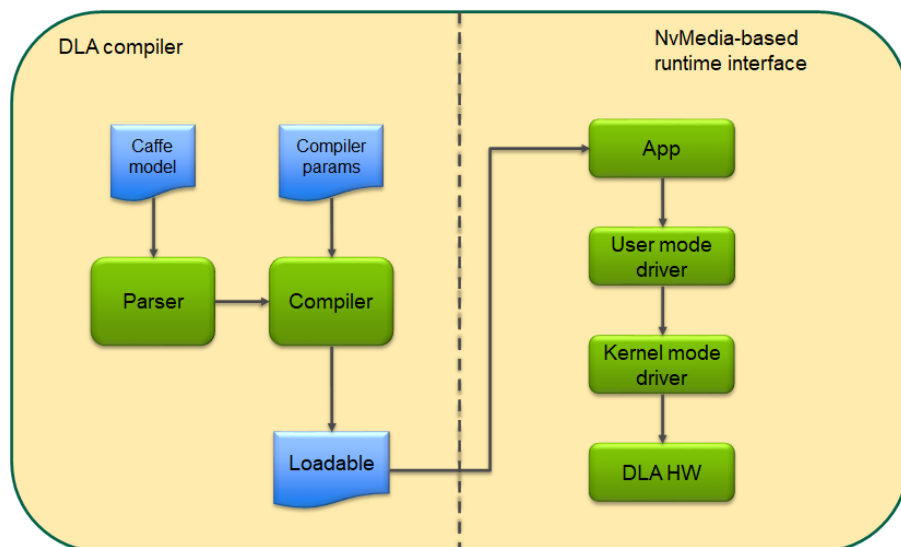 DLA compiler
NvMedia-based
runtime interface
Caffe
model
Compiler
params
App
Parser
Compiler
User mode
driver
Kernel mode
driver
Loadable
DLA HW